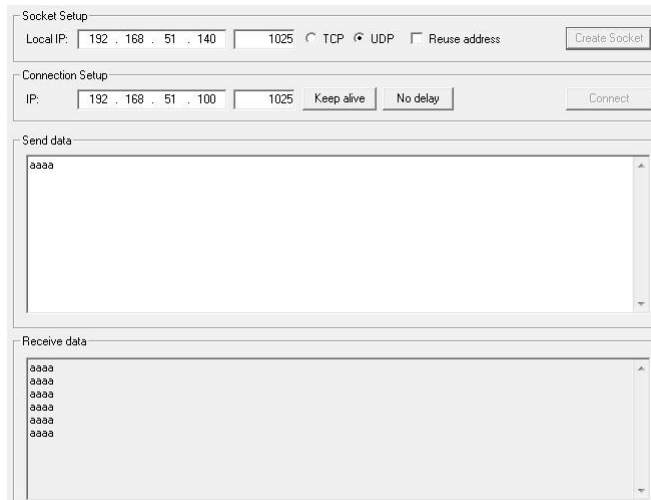 Socket Setup
Local IP: 192 . 168 . 51 . 140 1025 TCP UDP Reuse address Create Socket
Connection Setup
IP: 192 . 168 . 51 . 100 1025 Keep alive No delay Connect
Send data
aaaa
Receive data
aaaa
aaaa
aaaa
aaaa
aaaa
aaaa